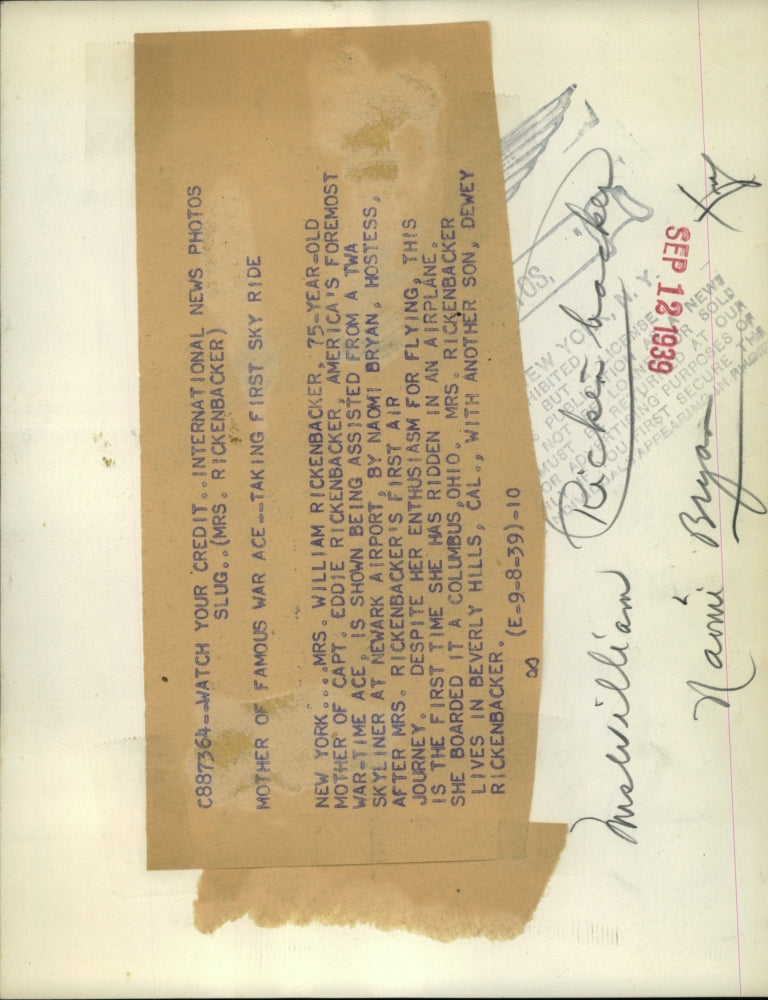 C887364--WATCH YOUR CREDIT..INTERNATIONAL NEWS PHOTOS
SLUG..(MRS. RICKENBACKER)
MOTHER OF FAMOUS WAR ACE--TAKING FIRST SKY RIDE
NEW YORK....MRS. WILLIAM RICKENBACKER, 75-YEAR-OLD
MOTHER OF CAPT. EDDIE RICKENBACKER, AMERICA'S FOREMOST
WAR-TIME ACE, IS SHOWN BEING ASSISTED FROM A TWA
SKYLINER AT NEWARK AIRPORT, BY NAOMI BRYAN, HOSTESS,
AFTER MRS. RICKENBACKER'S FIRST AIR
JOURNEY. DESPITE HER ENTHUSIASM FOR FLYING, THIS
IS THE FIRST TIME SHE HAS RIDDEN IN AN AIRPLANE.
SHE BOARDED IT A COLUMBUS, OHIO. MRS. RICKENBACKER
LIVES IN BEVERLY HILLS, CAL., WITH ANOTHER SON, DEWEY
RICKENBACKER.
(E-9-8-39)-10
8
Mrs William Rickenbacker
SEP 12 1939
Naomi Bryan